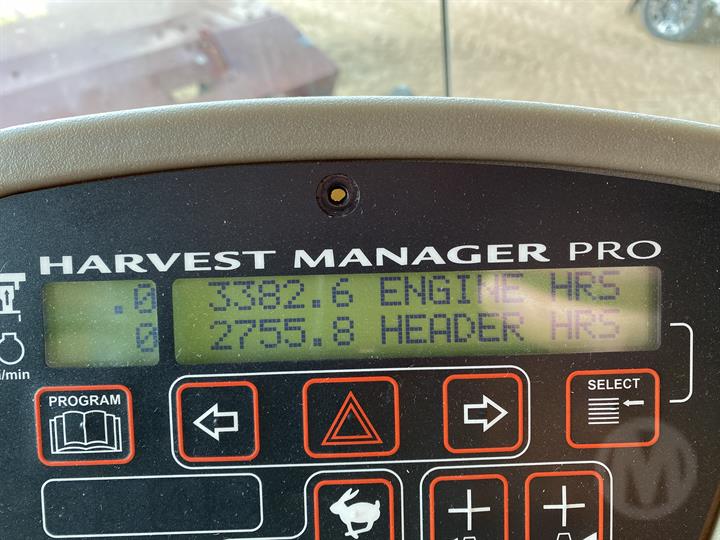 HARVEST MANAGER PRO
.0 3382.6 ENGINE HRS
0 2755.8 HEADER HRS
/min
PROGRAM
SELECT
M